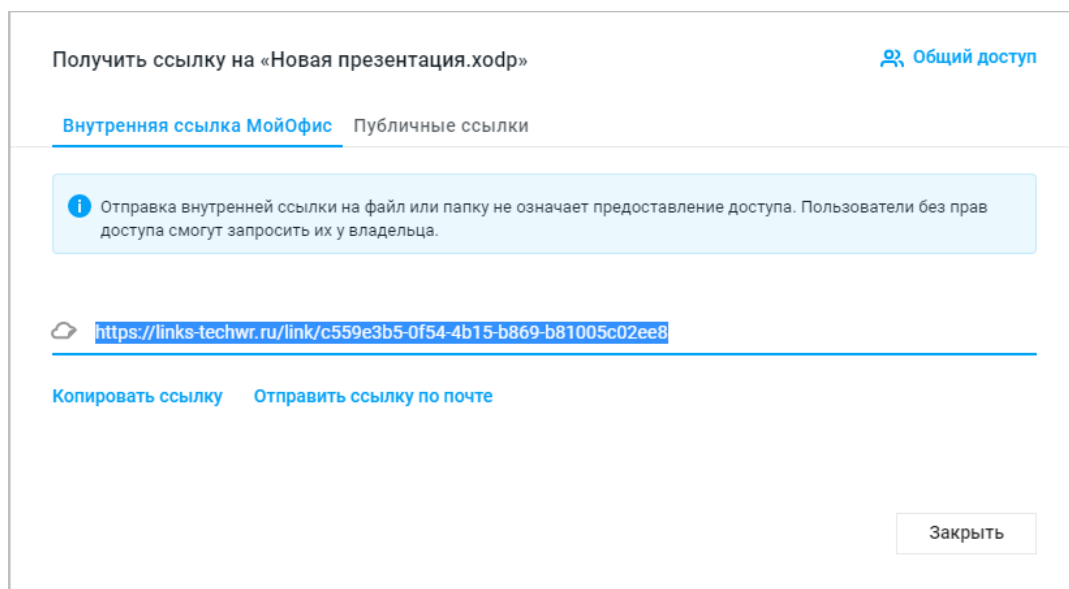 Получить ссылку на «Новая презентация.xodp»
Общий доступ
Внутренняя ссылка МойОфис
Публичные ссылки
Отправка внутренней ссылки на файл или папку не означает предоставление доступа. Пользователи без прав
доступа смогут запросить их у владельца.
https://links-techwr.ru/link/c559e3b5-0f54-4b15-b869-b81005c02ee8
Копировать ссылку
Отправить ссылку по почте
Закрыть